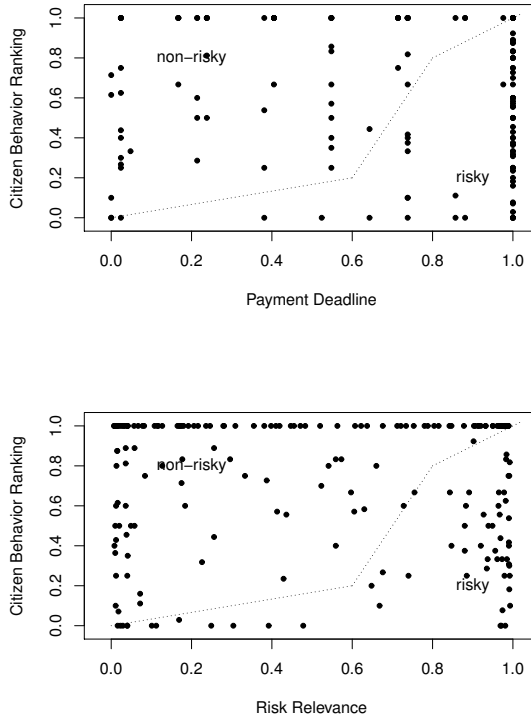 Citizen Behavior Ranking
1.0
0.8
0.6
0.4
0.2
0.0
non−risky
risky
0.0 0.2 0.4 0.6 0.8 1.0
Payment Deadline
Citizen Behavior Ranking
1.0
0.8
0.6
0.4
0.2
0.0
non−risky
risky
0.0 0.2 0.4 0.6 0.8 1.0
Risk Relevance